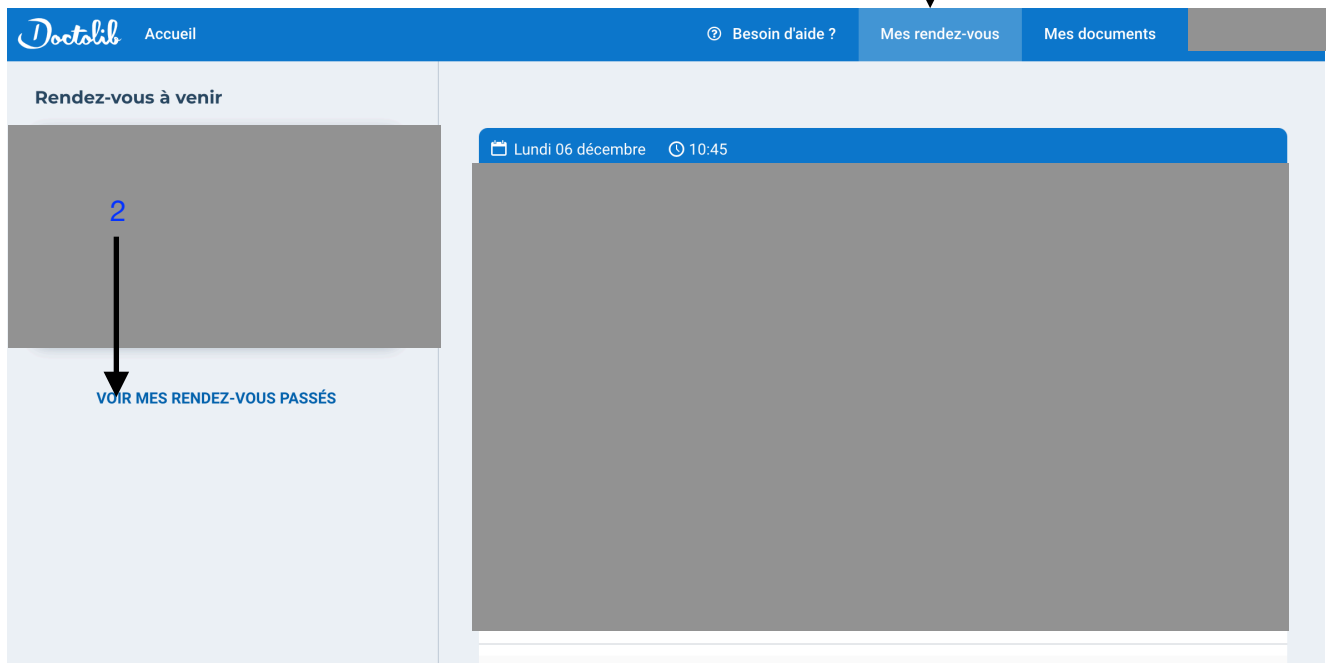 Doctolib Accueil Besoin d'aide ? Mes rendez-vous Mes documents
Rendez-vous à venir
Lundi 06 décembre 10:45
2
VOIR MES RENDEZ-VOUS PASSÉS